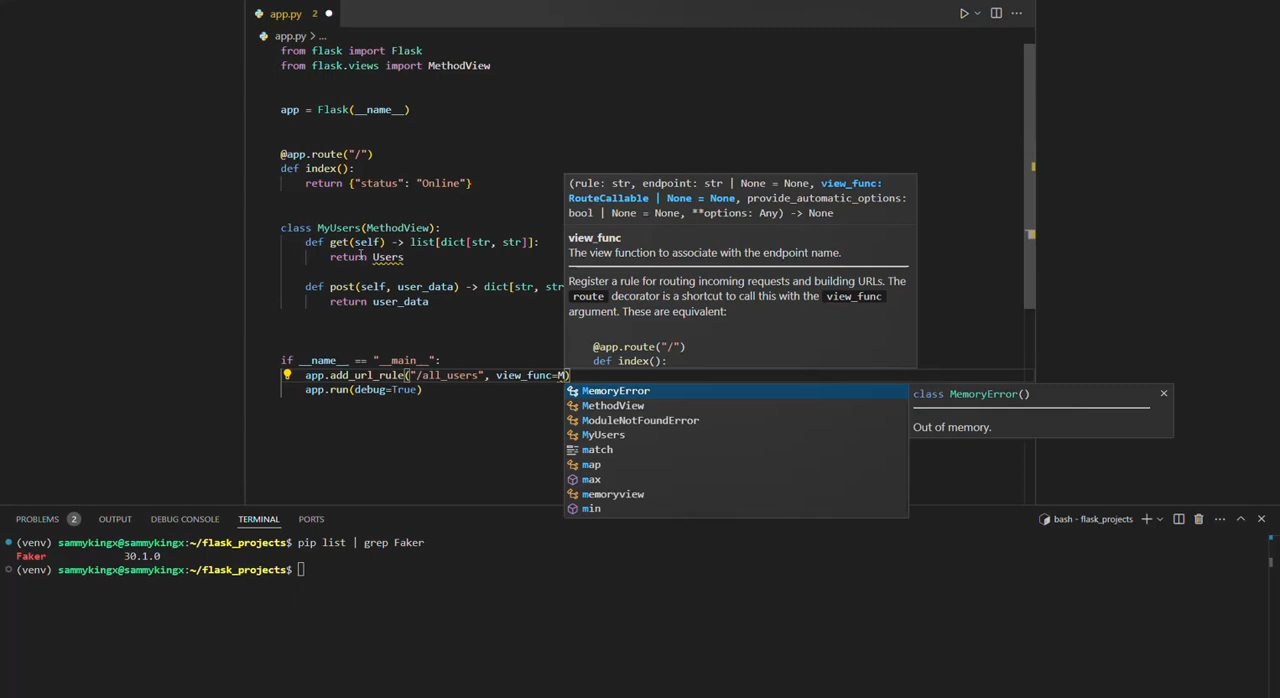 app.py 2
app.py > ...
from flask import Flask
from flask.views import MethodView
app = Flask(__name__)
@app.route("/")
def index():
return {"status": "Online"}
class MyUsers(MethodView):
def get(self) -> list[dict[str, str]]:
return Users
def post(self, user_data) -> dict[str, str
return user_data
if __name__ == "__main__":
app.add_url_rule("/all_users", view_func=M)
app.run(debug=True)
(rule: str, endpoint: str | None = None, view_func:
RouteCallable | None = None, provide_automatic_options:
bool | None = None, **options: Any) -> None
view_func
The view function to associate with the endpoint name.
Register a rule for routing incoming requests and building URLs. The
route decorator is a shortcut to call this with the view_func
argument. These are equivalent:
@app.route("/")
def index():
MemoryError
MethodView
ModuleNotFoundError
MyUsers
match
map
max
memoryview
min
class MemoryError()
Out of memory.
PROBLEMS 2 OUTPUT DEBUG CONSOLE TERMINAL PORTS
bash - flask_projects
(venv) sammykingx@sammykingx:~/flask_projects$ pip list | grep Faker
Faker 30.1.0
(venv) sammykingx@sammykingx:~/flask_projects$